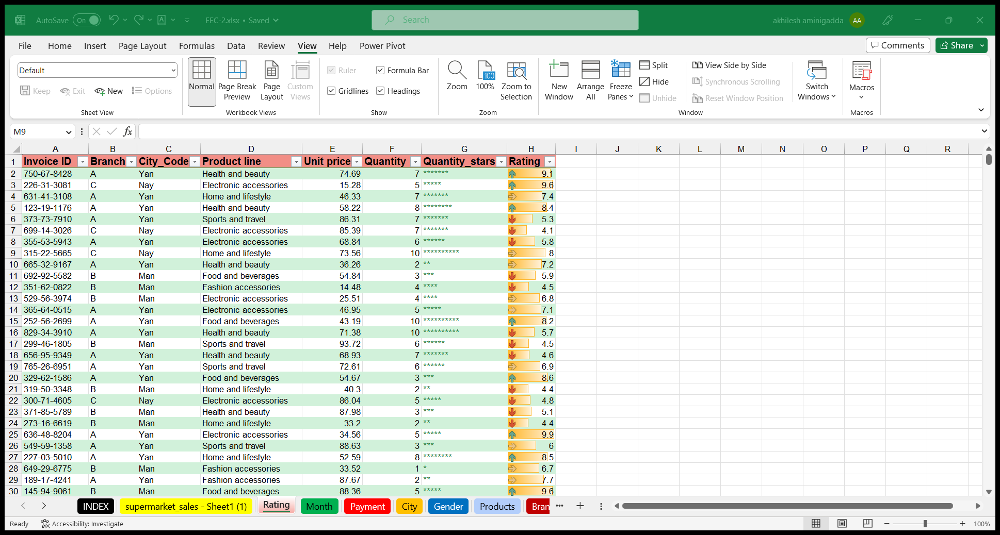 AutoSave On EEC-2.xlsx • Saved Search akhilesh aminigadda AA
File Home Insert Page Layout Formulas Data Review View Help Power Pivot Comments Share
Default
Keep Exit New Options
Sheet View
Normal Page Break Preview Page Layout Custom Views
Workbook Views
Ruler Formula Bar
Gridlines Headings
Show
Zoom 100 100% Zoom to Selection
Zoom
New Window Arrange All Freeze Panes Split Hide Unhide
View Side by Side
Synchronous Scrolling
Reset Window Position
Switch Windows
Window
Macros
Macros
M9 fx
A B C D E F G H I J K L M N O P Q R
1 Invoice ID Branch City_Code Product line Unit price Quantity Quantity_stars Rating
2 750-67-8428 A Yan Health and beauty 74.69 7 ******* 9.1
3 226-31-3081 C Nay Electronic accessories 15.28 5 ***** 9.6
4 631-41-3108 A Yan Home and lifestyle 46.33 7 ******* 7.4
5 123-19-1176 A Yan Health and beauty 58.22 8 ******** 8.4
6 373-73-7910 A Yan Sports and travel 86.31 7 ******* 5.3
7 699-14-3026 C Nay Electronic accessories 85.39 7 ******* 4.1
8 355-53-5943 A Yan Electronic accessories 68.84 6 ****** 5.8
9 315-22-5665 C Nay Home and lifestyle 73.56 10 ********** 8
10 665-32-9167 A Yan Health and beauty 36.26 2 ** 7.2
11 692-92-5582 B Man Food and beverages 54.84 3 *** 5.9
12 351-62-0822 B Man Fashion accessories 14.48 4 **** 4.5
13 529-56-3974 B Man Electronic accessories 25.51 4 **** 6.8
14 365-64-0515 A Yan Electronic accessories 46.95 5 ***** 7.1
15 252-56-2699 A Yan Food and beverages 43.19 10 ********** 8.2
16 829-34-3910 A Yan Health and beauty 71.38 10 ********** 5.7
17 299-46-1805 B Man Sports and travel 93.72 6 ****** 4.5
18 656-95-9349 A Yan Health and beauty 68.93 7 ******* 4.6
19 765-26-6951 A Yan Sports and travel 72.61 6 ****** 6.9
20 329-62-1586 A Yan Food and beverages 54.67 3 *** 8.6
21 319-50-3348 B Man Home and lifestyle 40.3 2 ** 4.4
22 300-71-4605 C Nay Electronic accessories 86.04 5 ***** 4.8
23 371-85-5789 B Man Health and beauty 87.98 3 *** 5.1
24 273-16-6619 B Man Home and lifestyle 33.2 2 ** 4.4
25 636-48-8204 A Yan Electronic accessories 34.56 5 ***** 9.9
26 549-59-1358 A Yan Sports and travel 88.63 3 *** 6
27 227-03-5010 A Yan Home and lifestyle 52.59 8 ******** 8.5
28 649-29-6775 B Man Fashion accessories 33.52 1 * 6.7
29 189-17-4241 A Yan Fashion accessories 87.67 2 ** 7.7
30 145-94-9061 B Man Food and beverages 88.36 5 ***** 9.6
INDEX supermarket_sales - Sheet1 (1) Rating Month Payment City Gender Products Bran
Ready Accessibility: Investigate 100%